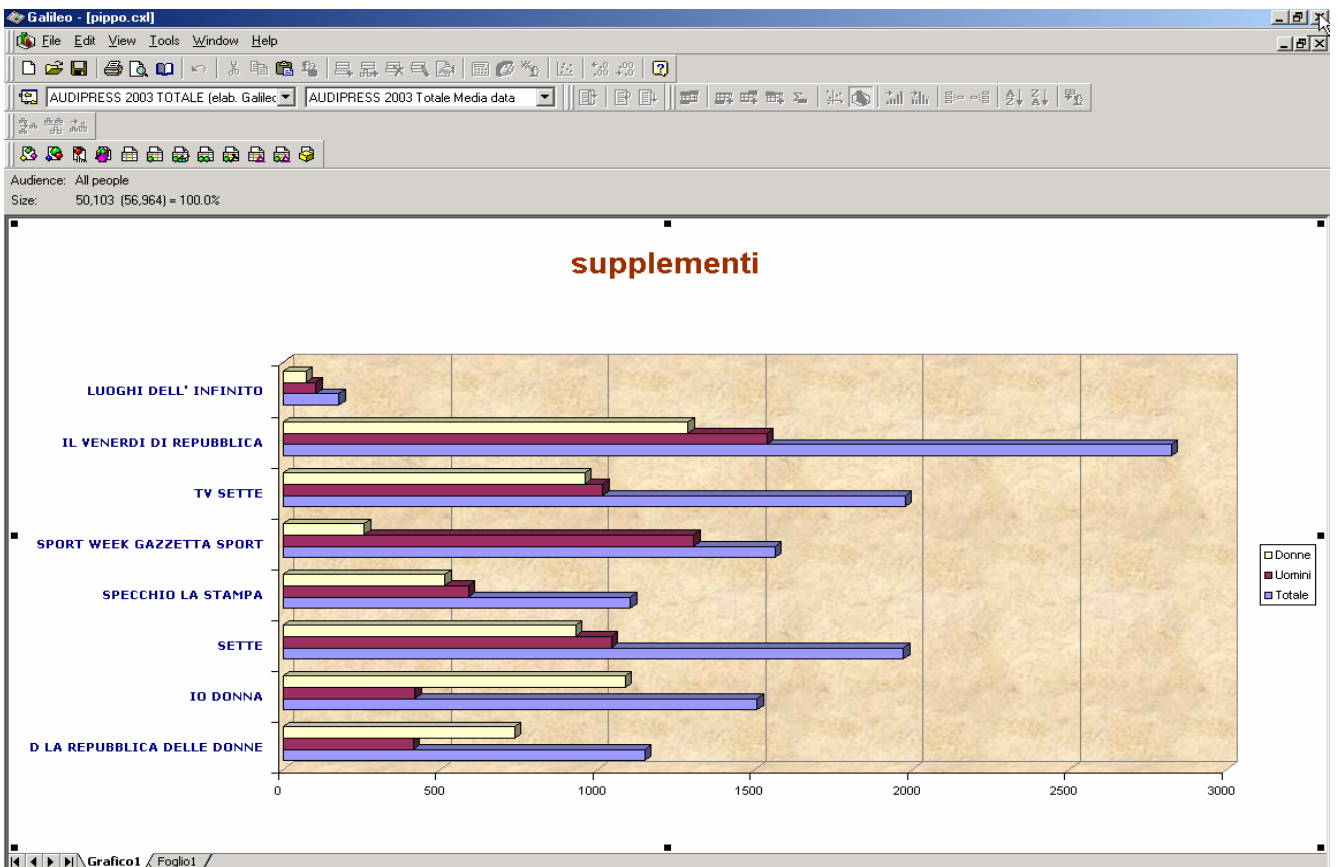 Galileo - [pippo.cxl]
File Edit View Tools Window Help
AUDIPRESS 2003 TOTALE (elab. Galilec AUDIPRESS 2003 Totale Media data
Audience: All people
Size: 50,103 (56,964) = 100.0%
supplementi
LUOGHI DELL' INFINITO
IL VENERDI DI REPUBBLICA
TV SETTE
SPORT WEEK GAZZETTA SPORT
SPECCHIO LA STAMPA
SETTE
IO DONNA
D LA REPUBBLICA DELLE DONNE
0 500 1000 1500 2000 2500 3000
Donne
Uomini
Totale
Grafico1 Foglio1